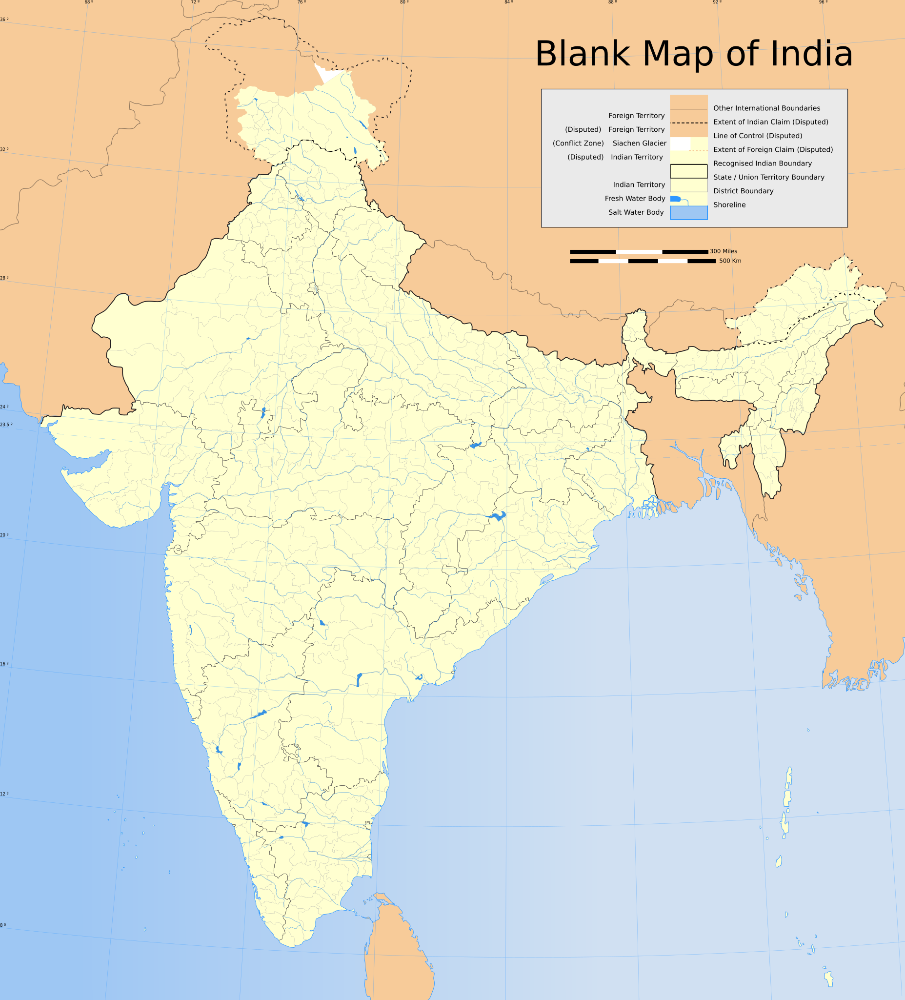 68 º
72 º
76 º
80 º
84 º
88 º
92 º
96 º
36 º
Blank Map of India
Other International Boundaries
Foreign Territory
Extent of Indian Claim (Disputed)
(Disputed) Foreign Territory
Line of Control (Disputed)
(Conflict Zone) Siachen Glacier
Extent of Foreign Claim (Disputed)
(Disputed) Indian Territory
Recognised Indian Boundary
State / Union Territory Boundary
Indian Territory
District Boundary
Fresh Water Body
Shoreline
Salt Water Body
32 º
300 Miles
500 Km
28 º
24 º
23.5 º
20 º
16 º
12 º
8 º